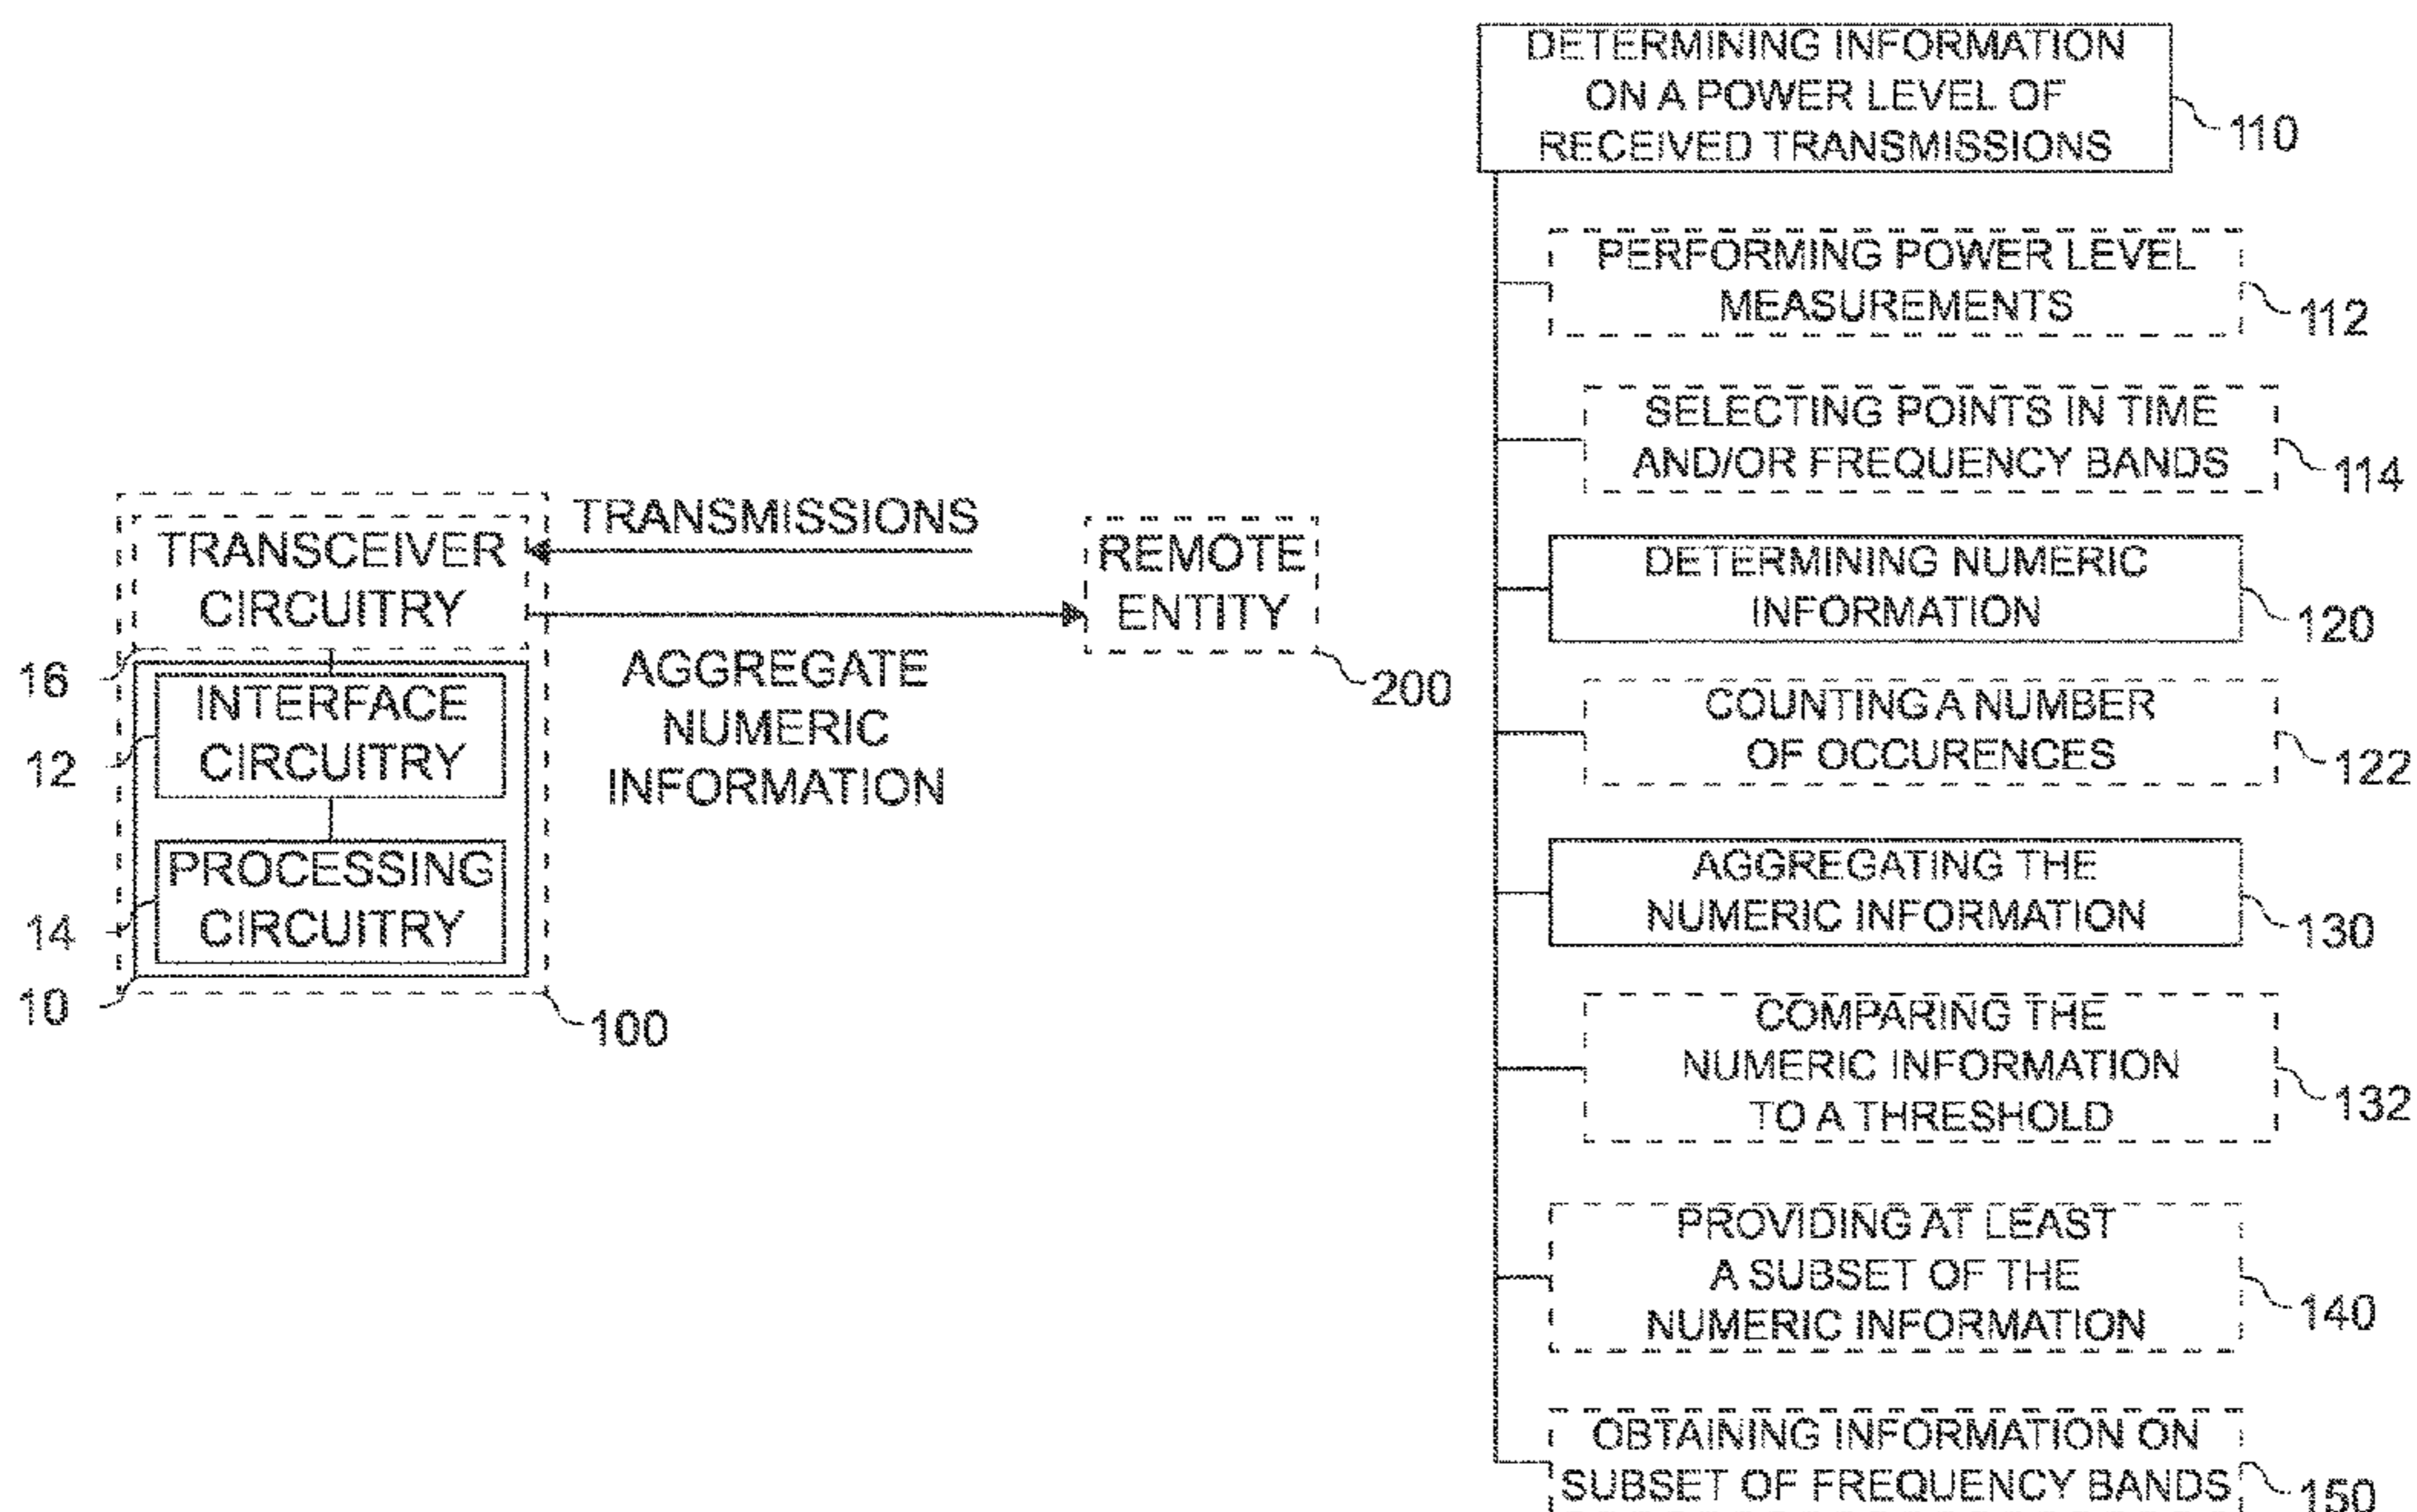 TRANSMISSIONS
TRANSCEIVER
CIRCUITRY
REMOTE
ENTITY
16
AGGREGATE
NUMERIC
INFORMATION
200
INTERFACE
CIRCUITRY
12
PROCESSING
CIRCUITRY
14
10
100
DETERMINING INFORMATION
ON A POWER LEVEL OF
RECEIVED TRANSMISSIONS
110
PERFORMING POWER LEVEL
MEASUREMENTS
112
SELECTING POINTS IN TIME
AND/OR FREQUENCY BANDS
114
DETERMINING NUMERIC
INFORMATION
120
COUNTING A NUMBER
OF OCCURENCES
122
AGGREGATING THE
NUMERIC INFORMATION
130
COMPARING THE
NUMERIC INFORMATION
TO A THRESHOLD
132
PROVIDING AT LEAST
A SUBSET OF THE
NUMERIC INFORMATION
140
OBTAINING INFORMATION ON
SUBSET OF FREQUENCY BANDS
150